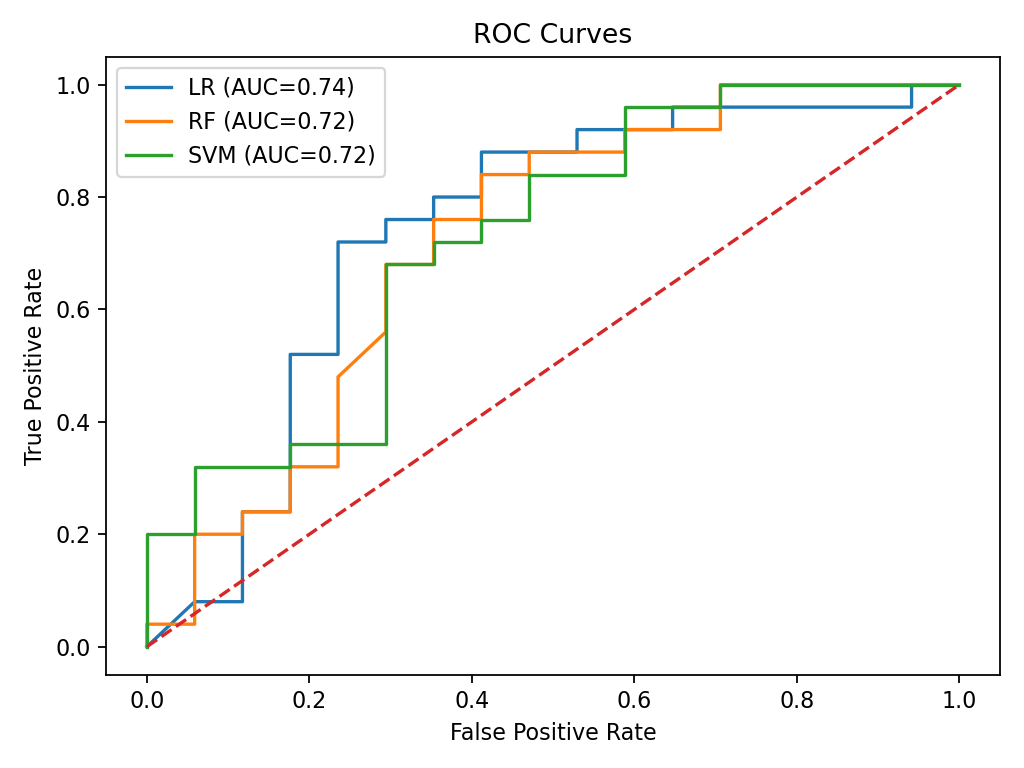 ROC Curves
LR (AUC=0.74)
RF (AUC=0.72)
SVM (AUC=0.72)
True Positive Rate
1.0
0.8
0.6
0.4
0.2
0.0
0.0 0.2 0.4 0.6 0.8 1.0
False Positive Rate